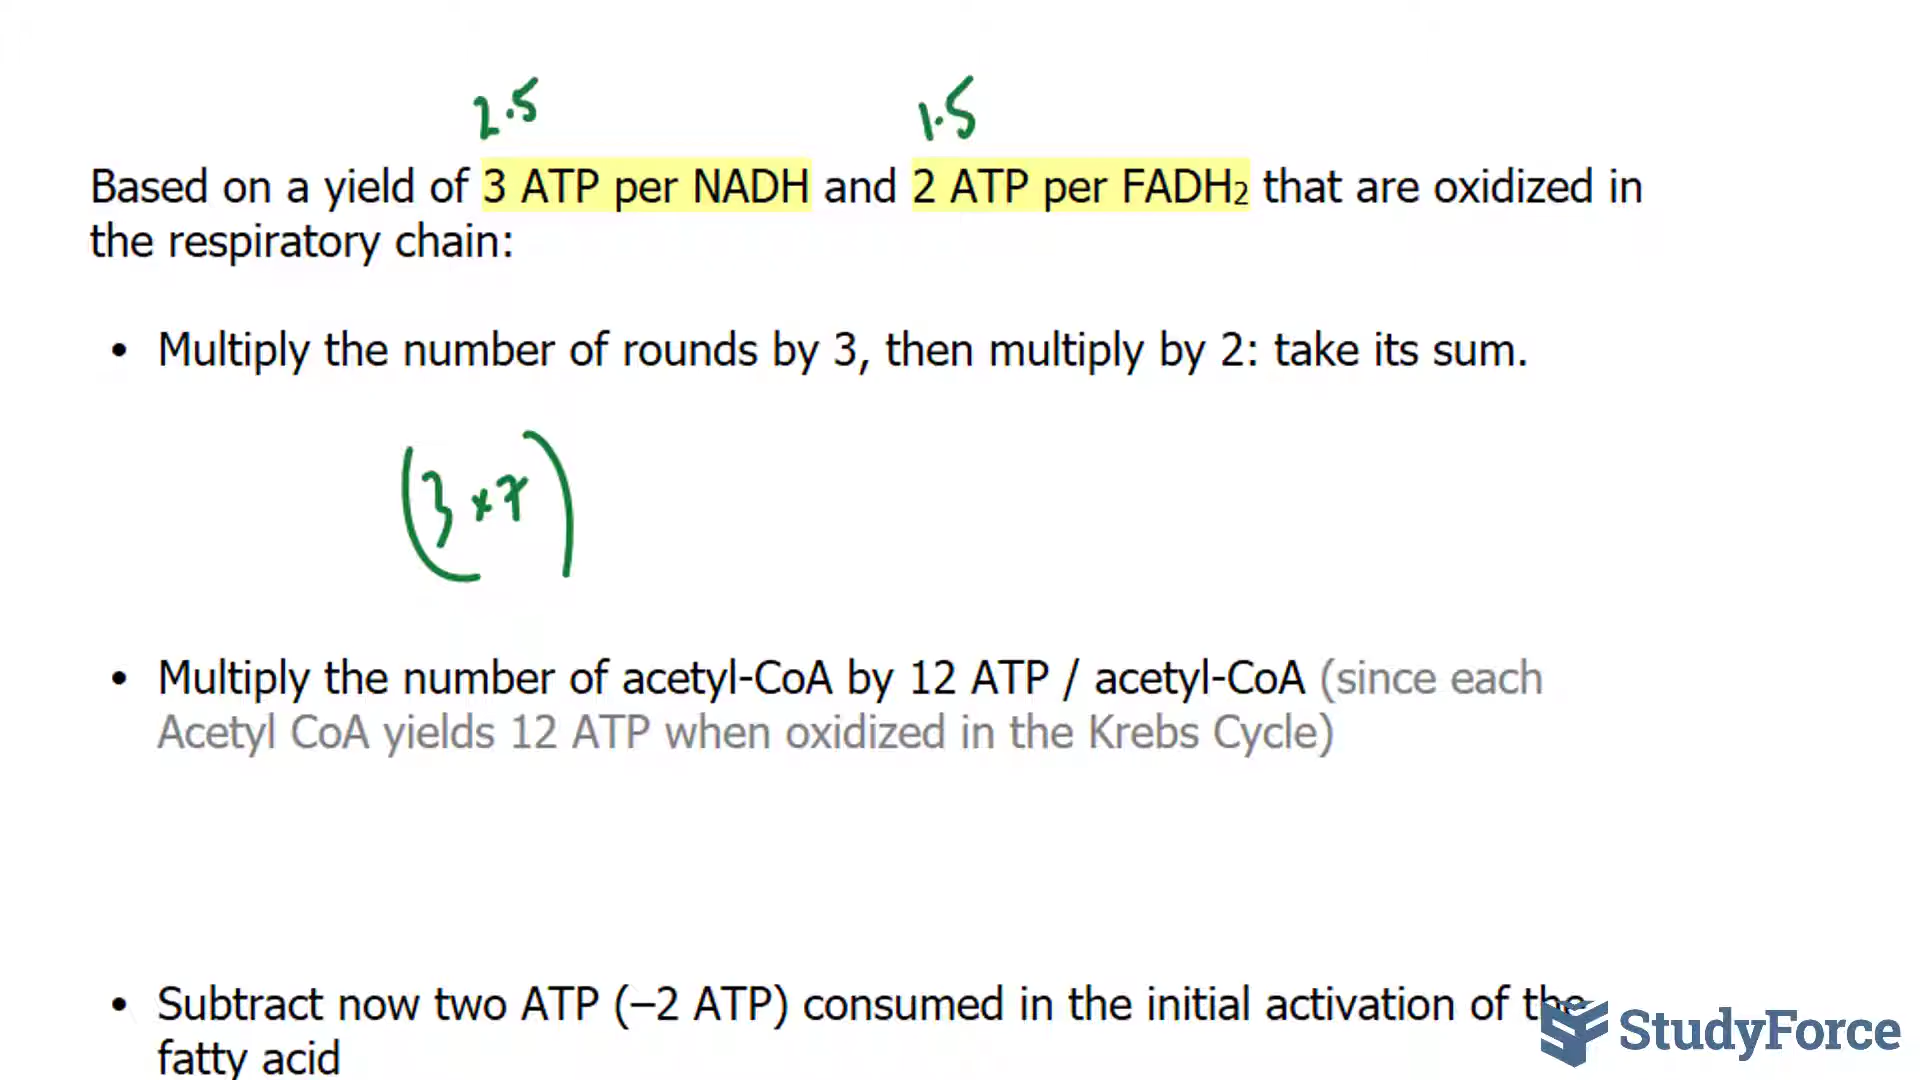 2.5 1.5
Based on a yield of 3 ATP per NADH and 2 ATP per FADH₂ that are oxidized in
the respiratory chain:
• Multiply the number of rounds by 3, then multiply by 2: take its sum.
(3 × 7)
• Multiply the number of acetyl-CoA by 12 ATP / acetyl-CoA (since each
Acetyl CoA yields 12 ATP when oxidized in the Krebs Cycle)
• Subtract now two ATP (–2 ATP) consumed in the initial activation of the
fatty acid
StudyForce